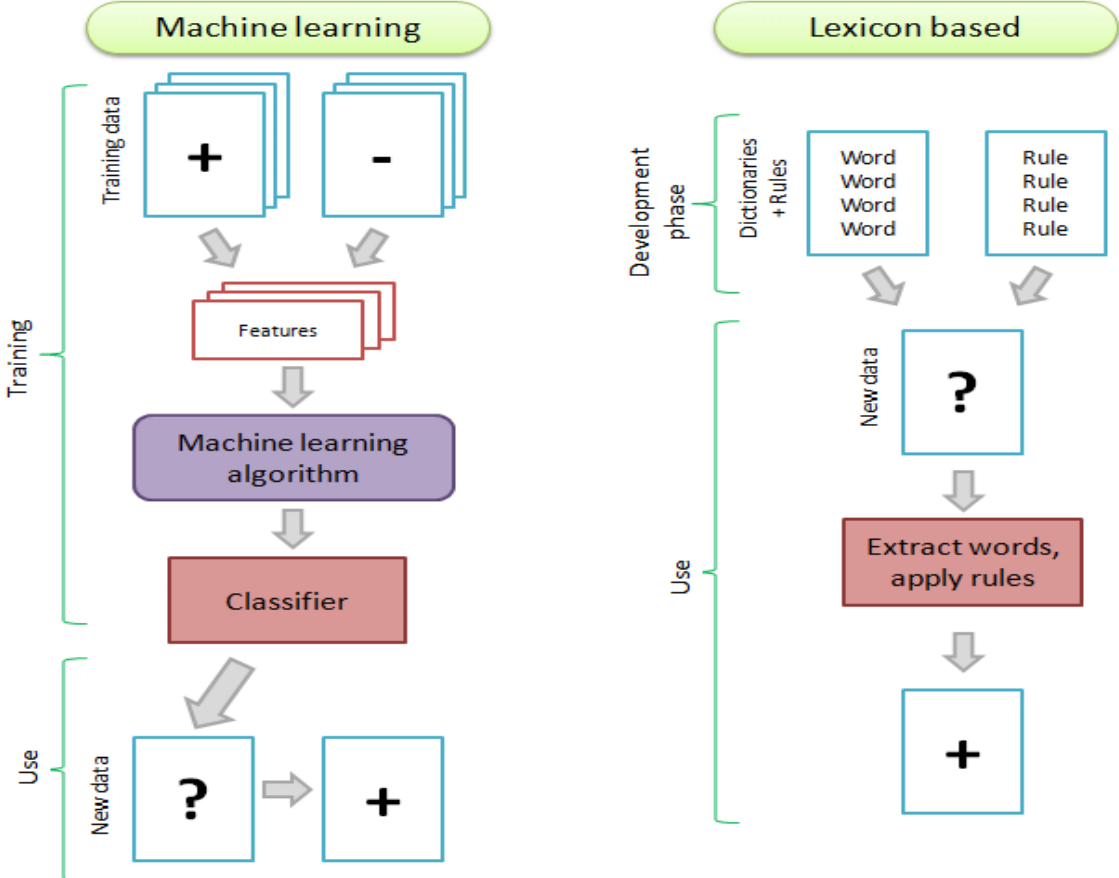 Machine learning
Training
Training data
+
-
Features
Machine learning
algorithm
Classifier
Use
New data
?
+
Lexicon based
Development
phase
Dictionaries
+ Rules
Word
Word
Word
Word
Rule
Rule
Rule
Rule
Use
New data
?
Extract words,
apply rules
+